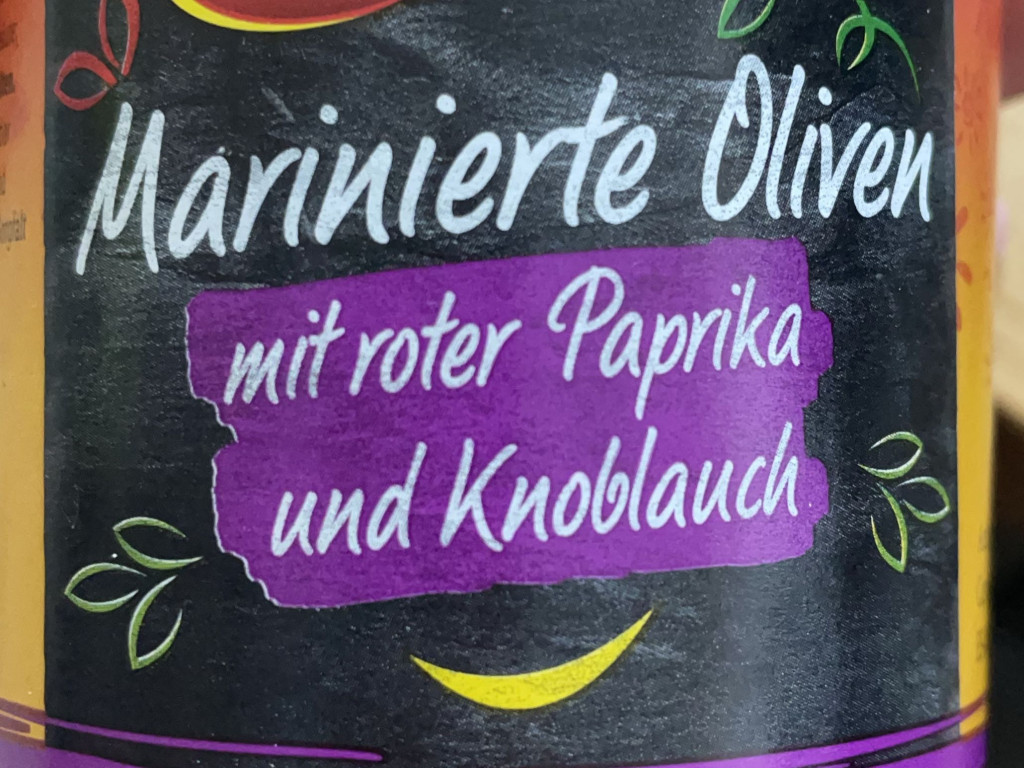 Marinierte Oliven
mit roter Paprika
und Knoblauch